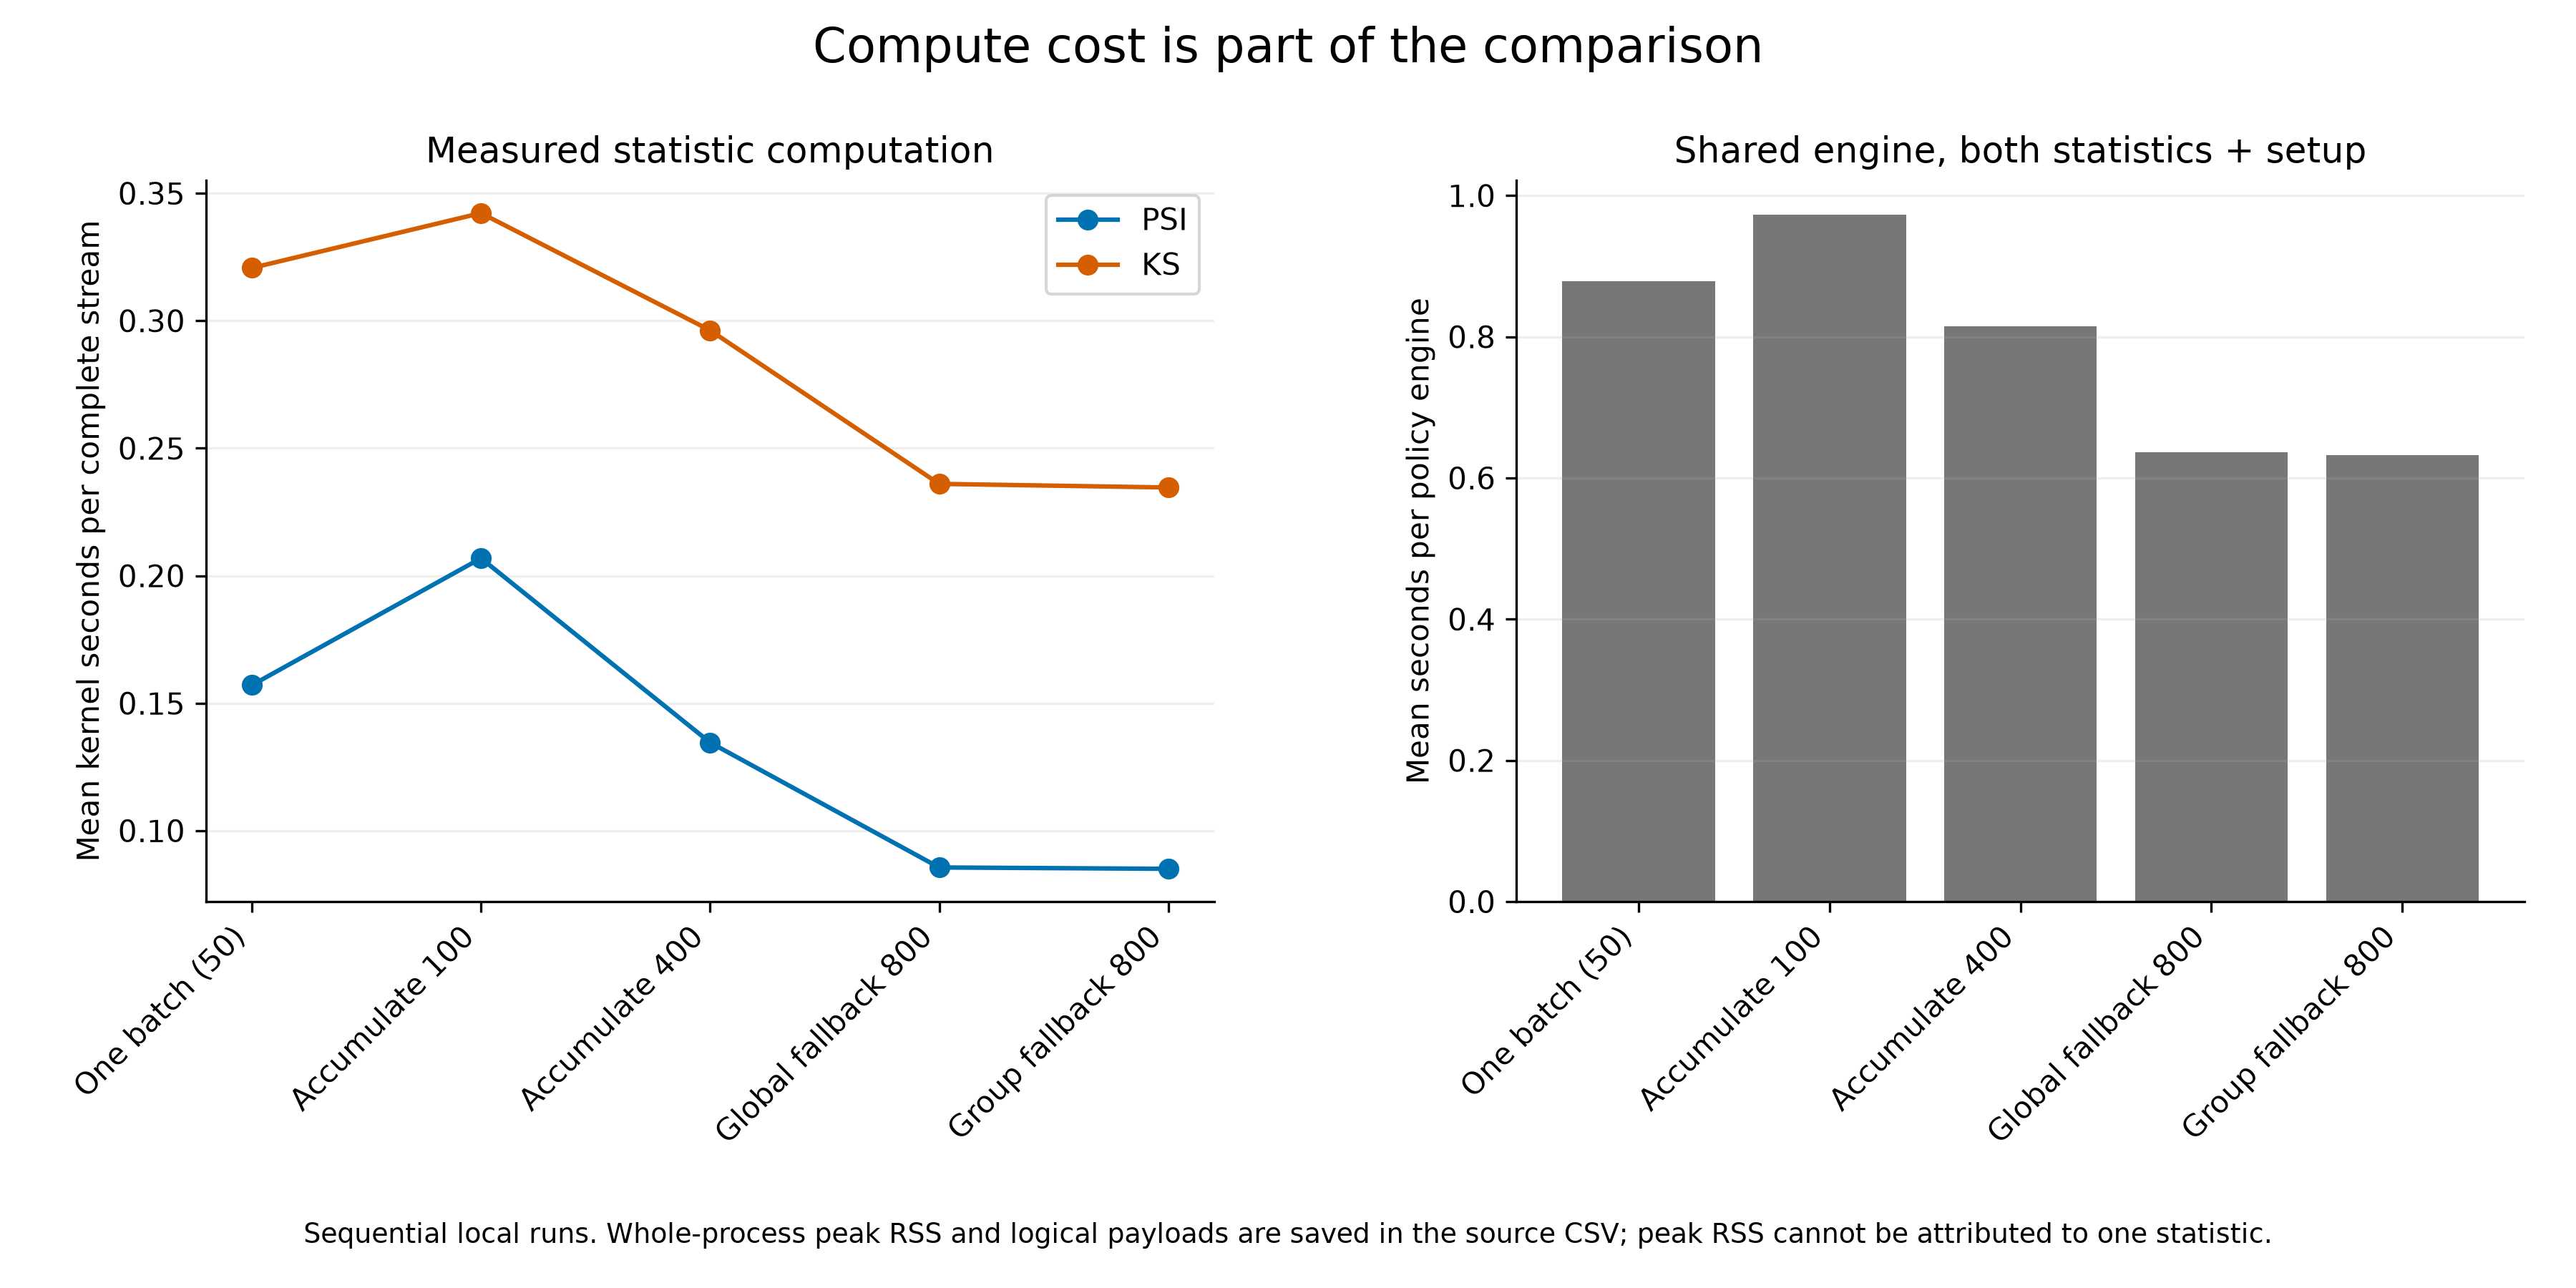 Compute cost is part of the comparison
Measured statistic computation
Mean kernel seconds per complete stream
0.35
0.30
0.25
0.20
0.15
0.10
PSI
KS
One batch (50)
Accumulate 100
Accumulate 400
Global fallback 800
Group fallback 800
Shared engine, both statistics + setup
Mean seconds per policy engine
1.0
0.8
0.6
0.4
0.2
0.0
One batch (50)
Accumulate 100
Accumulate 400
Global fallback 800
Group fallback 800
Sequential local runs. Whole-process peak RSS and logical payloads are saved in the source CSV; peak RSS cannot be attributed to one statistic.